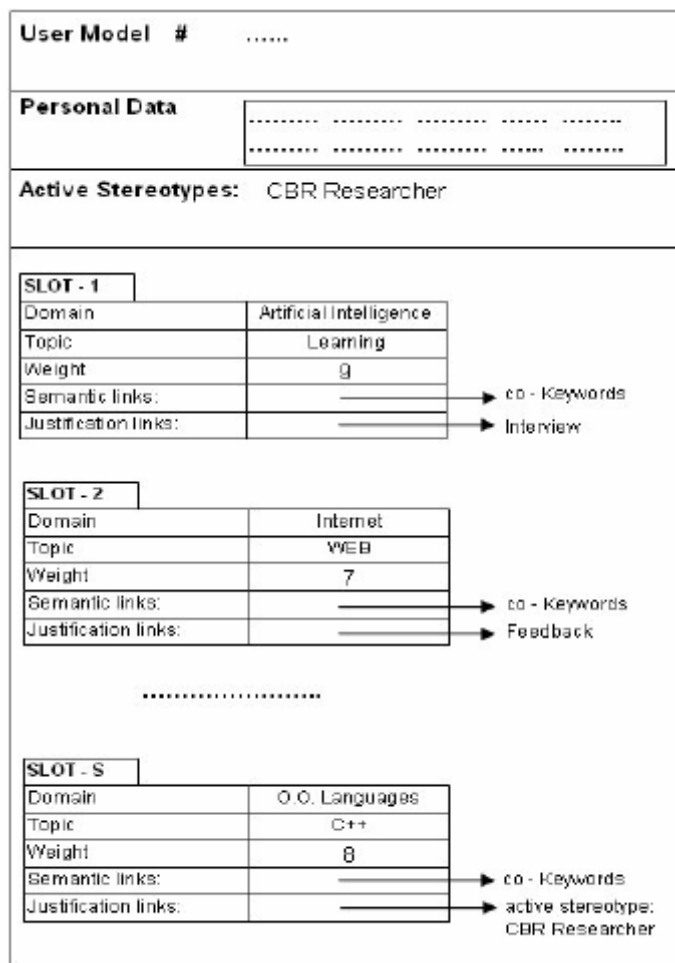 User Model # ......
Personal Data
......... ......... ......... ...... ........
......... ......... ......... ...... ........
Active Stereotypes: CBR Researcher
SLOT - 1
Domain Artificial Intelligence
Topic Learning
Weight 9
Semantic links: co - Keywords
Justification links: Interview
SLOT - 2
Domain Internet
Topic WEB
Weight 7
Semantic links: co - Keywords
Justification links: Feedback
.......................
SLOT - S
Domain O.O. Languages
Topic C++
Weight 8
Semantic links: co - Keywords
Justification links: active stereotype:
CBR Researcher